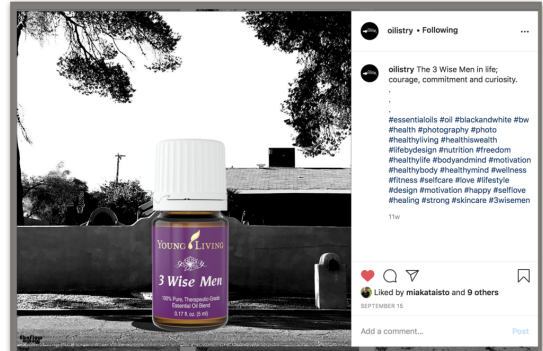 oilistry • Following
oilistry The 3 Wise Men in life;
courage, commitment and curiosity.
.
.
.
#essentialoils #oil #blackandwhite #bw
#health #photography #photo
#healthyliving #healthiswealth
#lifebydesign #nutrition #freedom
#healthylife #bodyandmind #motivation
#healthybody #healthymind #wellness
#fitness #selfcare #love #lifestyle
#design #motivation #happy #selflove
#healing #strong #skincare #3wisemen
11w
Liked by miakataisto and 9 others
SEPTEMBER 15
Add a comment...
Post
YOUNG LIVING
3 Wise Men
100% Pure, Therapeutic-Grade
Essential Oil Blend
0.17 fl. oz. (5 ml)